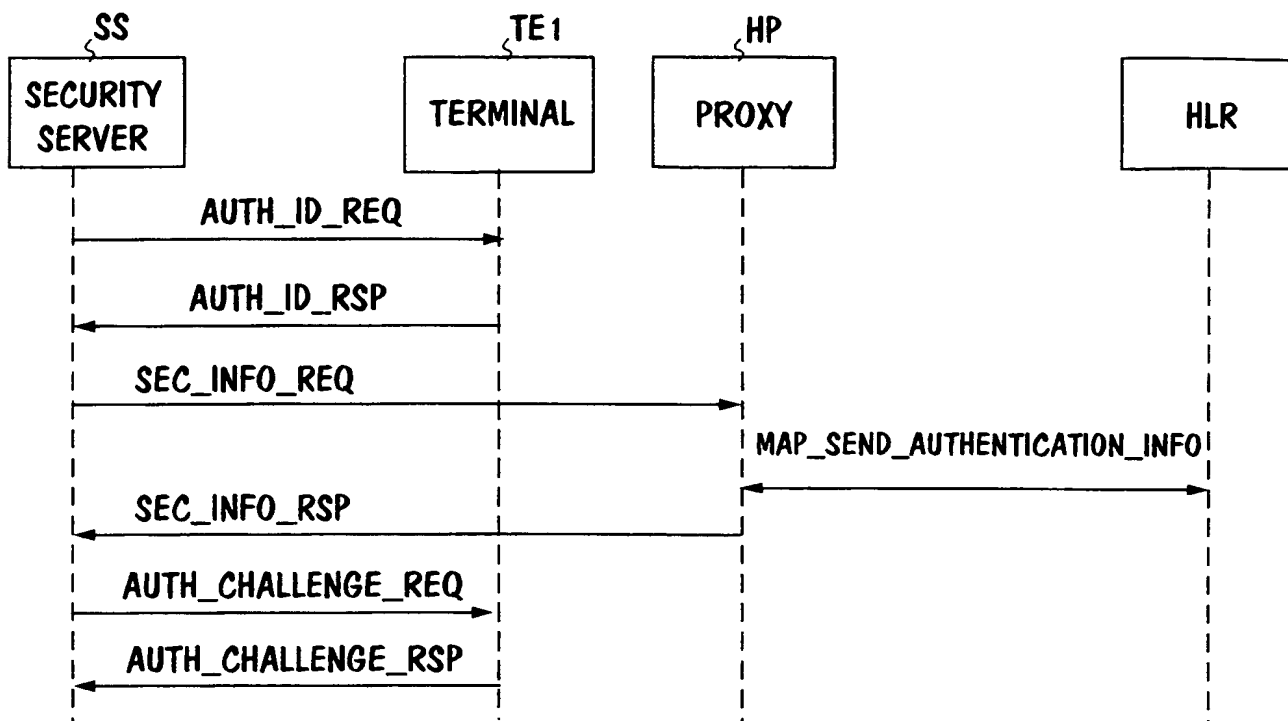 SS
TE1
HP
SECURITY
SERVER
TERMINAL
PROXY
HLR
AUTH_ID_REQ
AUTH_ID_RSP
SEC_INFO_REQ
MAP_SEND_AUTHENTICATION_INFO
SEC_INFO_RSP
AUTH_CHALLENGE_REQ
AUTH_CHALLENGE_RSP